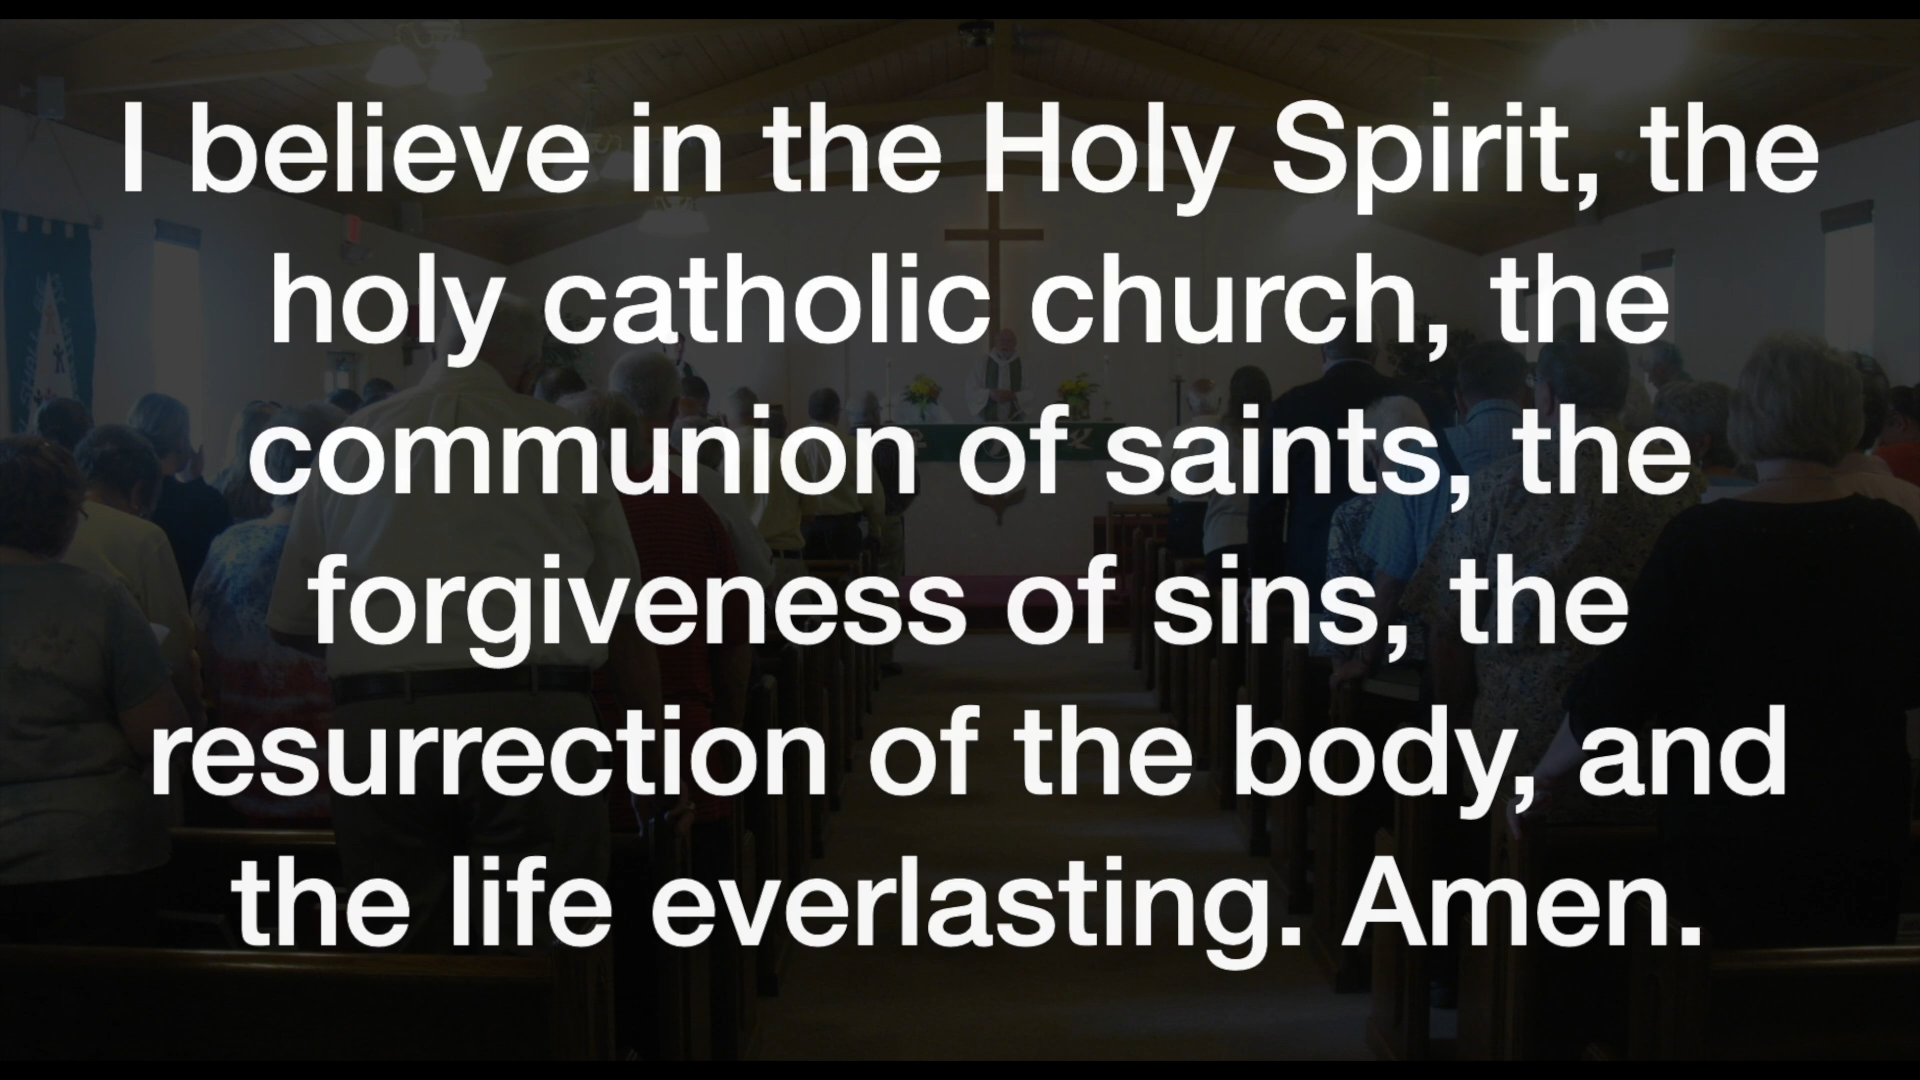 I believe in the Holy Spirit, the
holy catholic church, the
communion of saints, the
forgiveness of sins, the
resurrection of the body, and
the life everlasting. Amen.